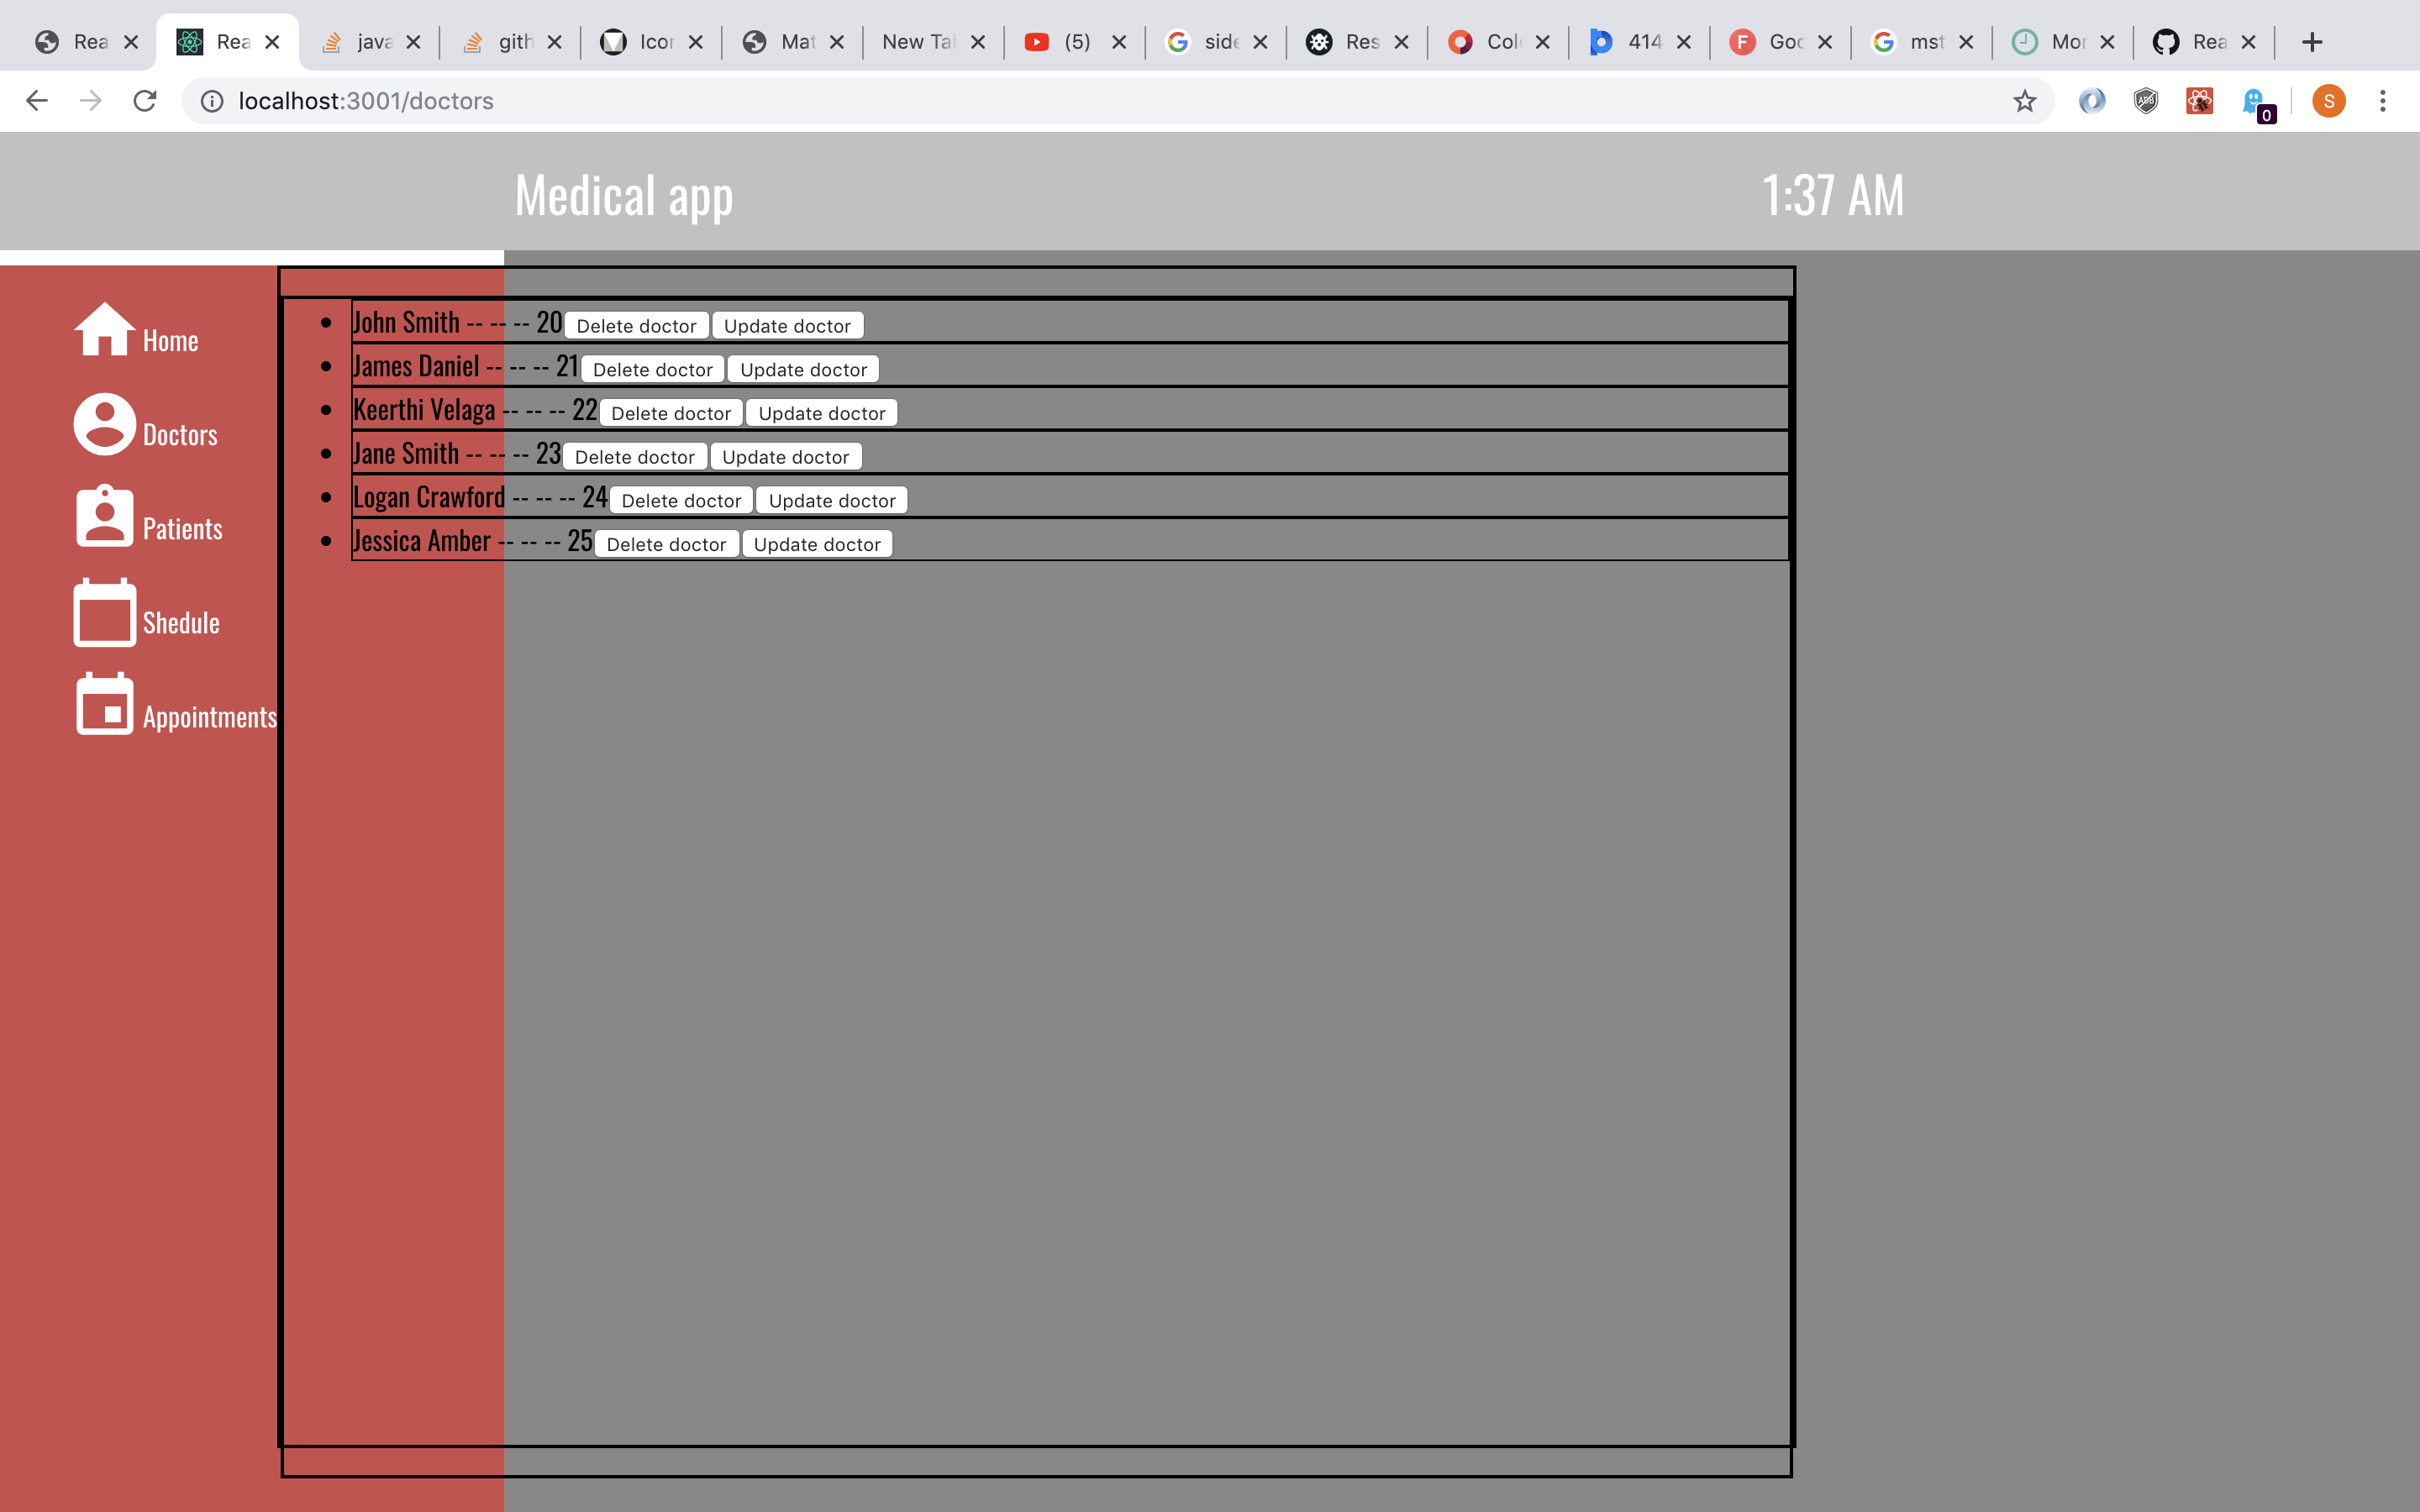 Rea Rea java gith Icon Mat New Tal (5) side Res Col 414 Goo mst Mor Rea
localhost:3001/doctors
S
0
Medical app 1:37 AM
Home
Doctors
Patients
Shedule
Appointments
John Smith -- -- -- 20 Delete doctor Update doctor
James Daniel -- -- -- 21 Delete doctor Update doctor
Keerthi Velaga -- -- -- 22 Delete doctor Update doctor
Jane Smith -- -- -- 23 Delete doctor Update doctor
Logan Crawford -- -- -- 24 Delete doctor Update doctor
Jessica Amber -- -- -- 25 Delete doctor Update doctor